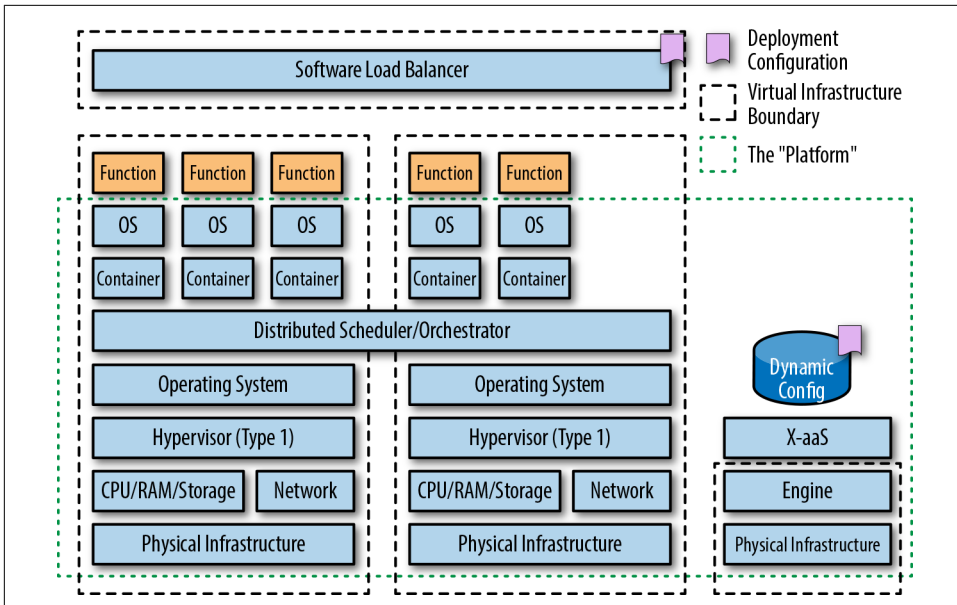 Software Load Balancer
Deployment
Configuration
Virtual Infrastructure
Boundary
The "Platform"
Function
Function
Function
Function
Function
OS
OS
OS
OS
OS
Container
Container
Container
Container
Container
Distributed Scheduler/Orchestrator
Operating System
Operating System
Dynamic
Config
Hypervisor (Type 1)
Hypervisor (Type 1)
X-aaS
CPU/RAM/Storage
Network
CPU/RAM/Storage
Network
Engine
Physical Infrastructure
Physical Infrastructure
Physical Infrastructure